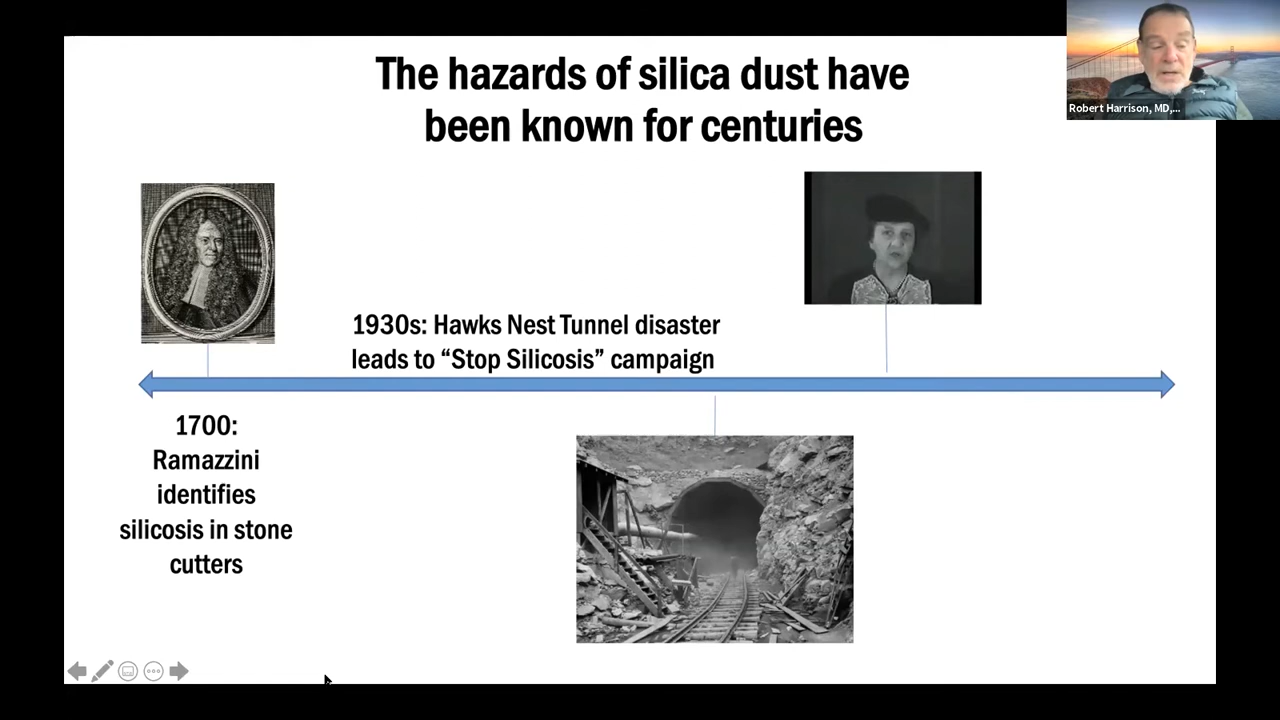 The hazards of silica dust have
been known for centuries
Robert Harrison, MD,...
1930s: Hawks Nest Tunnel disaster
leads to “Stop Silicosis” campaign
1700:
Ramazzini
identifies
silicosis in stone
cutters